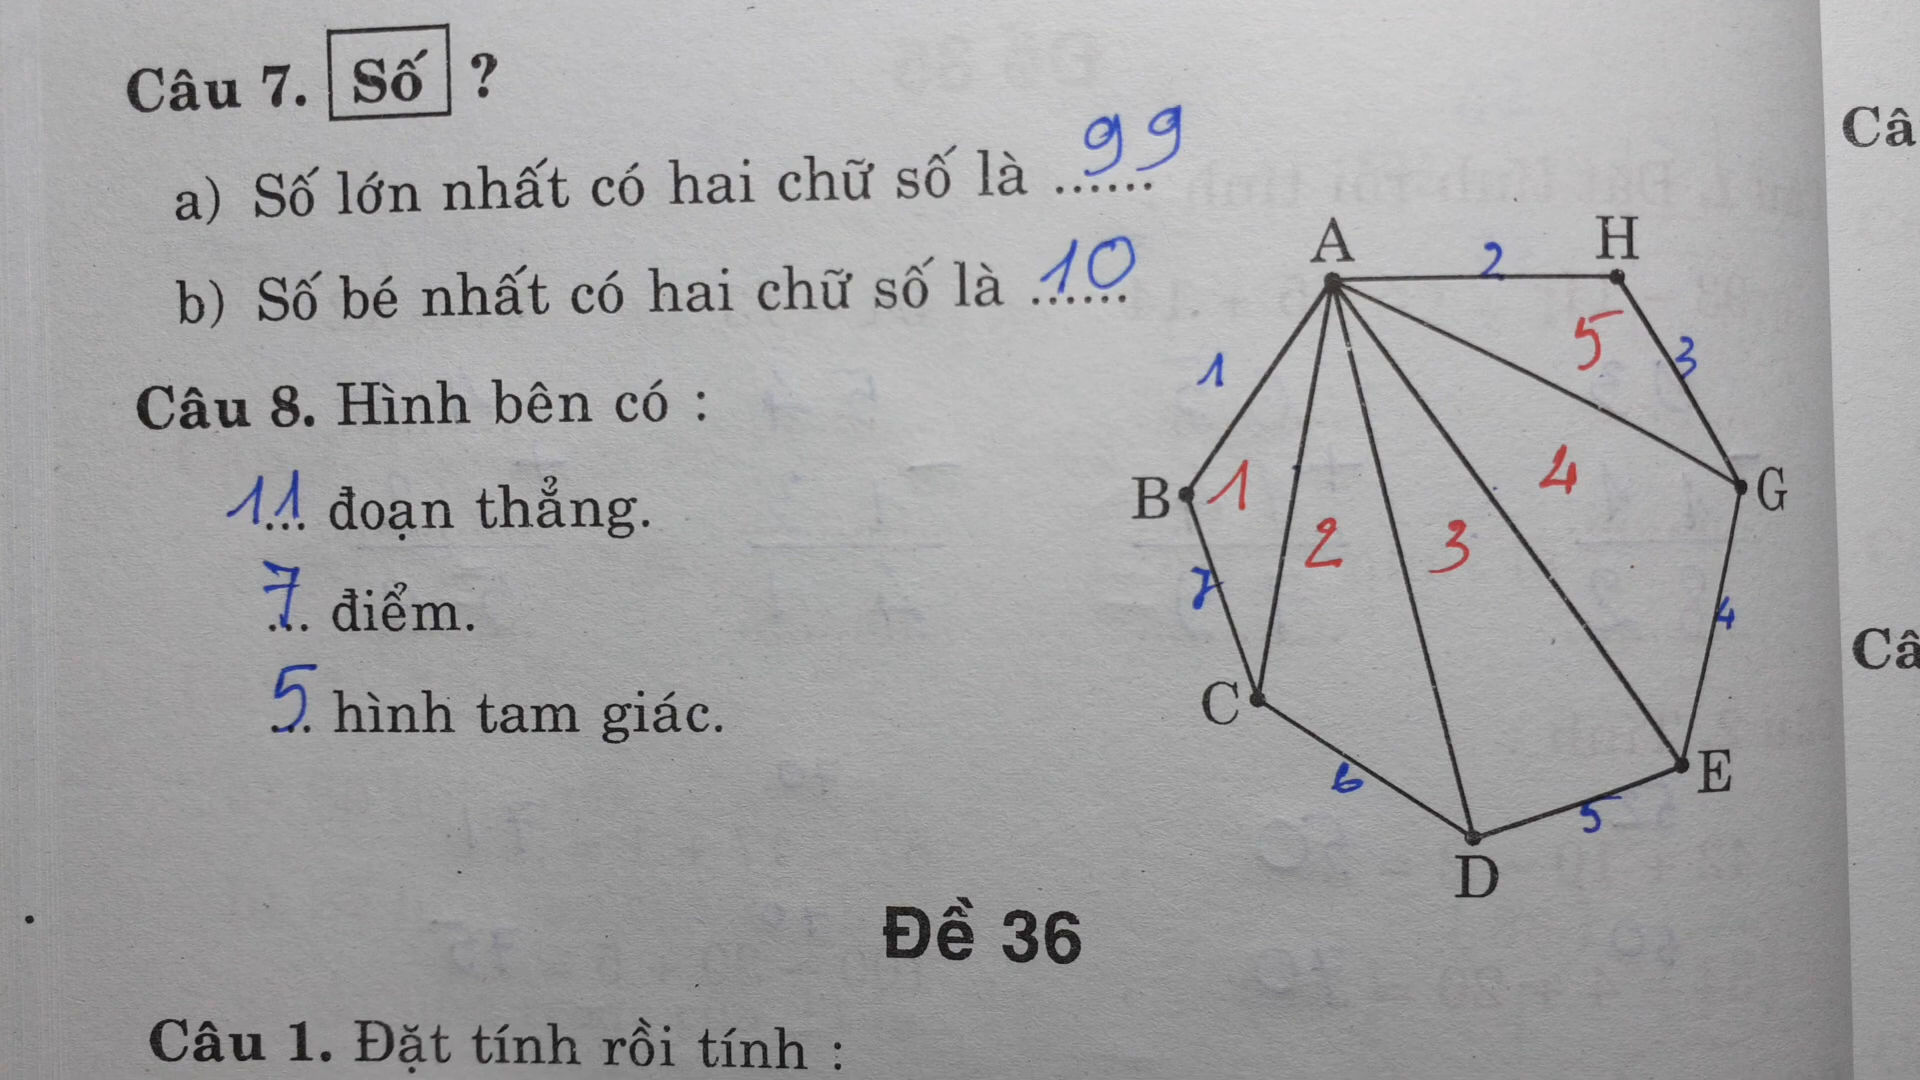 Câu 7. Số ?
a) Số lớn nhất có hai chữ số là ...99...
b) Số bé nhất có hai chữ số là ...10...
Câu 8. Hình bên có :
11 đoạn thẳng.
7 điểm.
5 hình tam giác.
A 2 H
1 5 3
B 1 4 G
2 3
7 4
C
6 5 E
D
Đề 36
Câu 1. Đặt tính rồi tính :
Câ
Câ